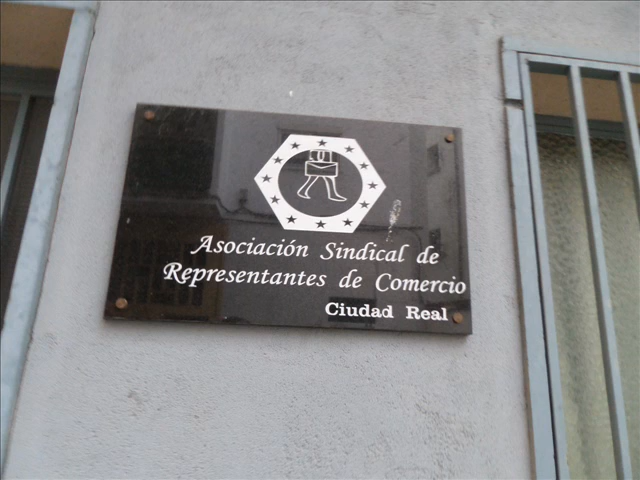 Asociación Sindical de
Representantes de Comercio
Ciudad Real